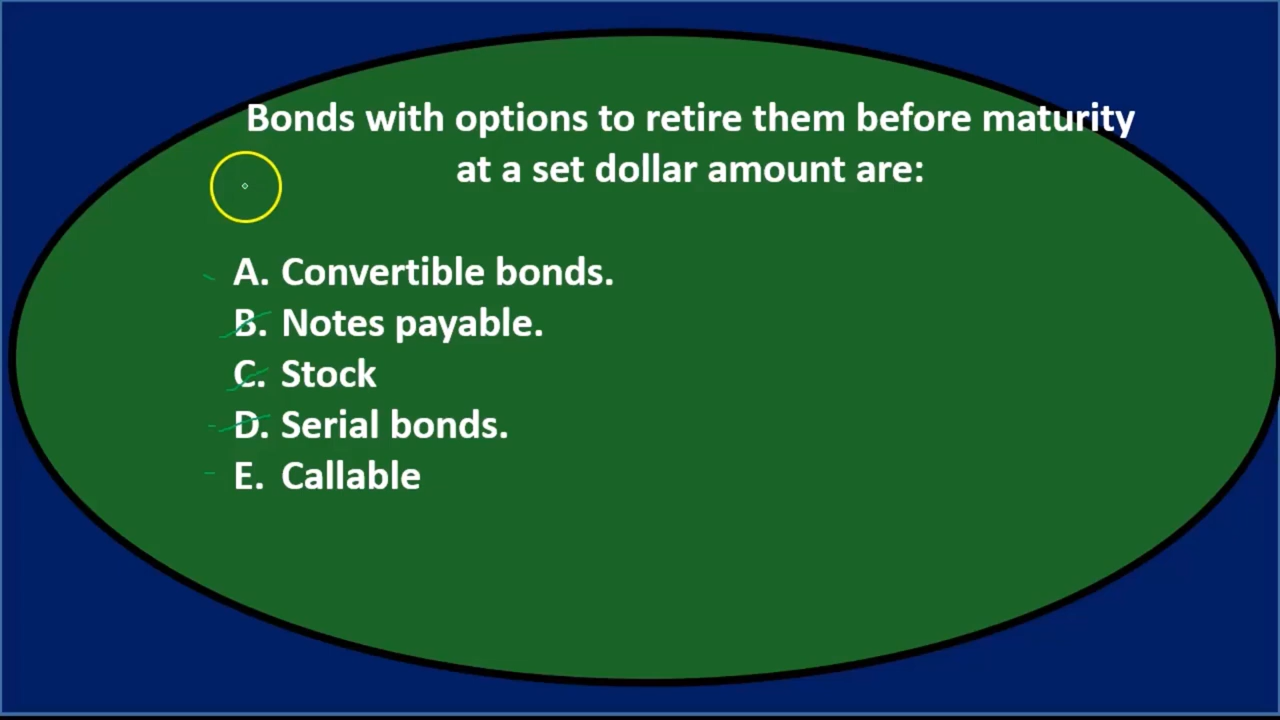 Bonds with options to retire them before maturity
at a set dollar amount are:
A. Convertible bonds.
B. Notes payable.
C. Stock
D. Serial bonds.
E. Callable